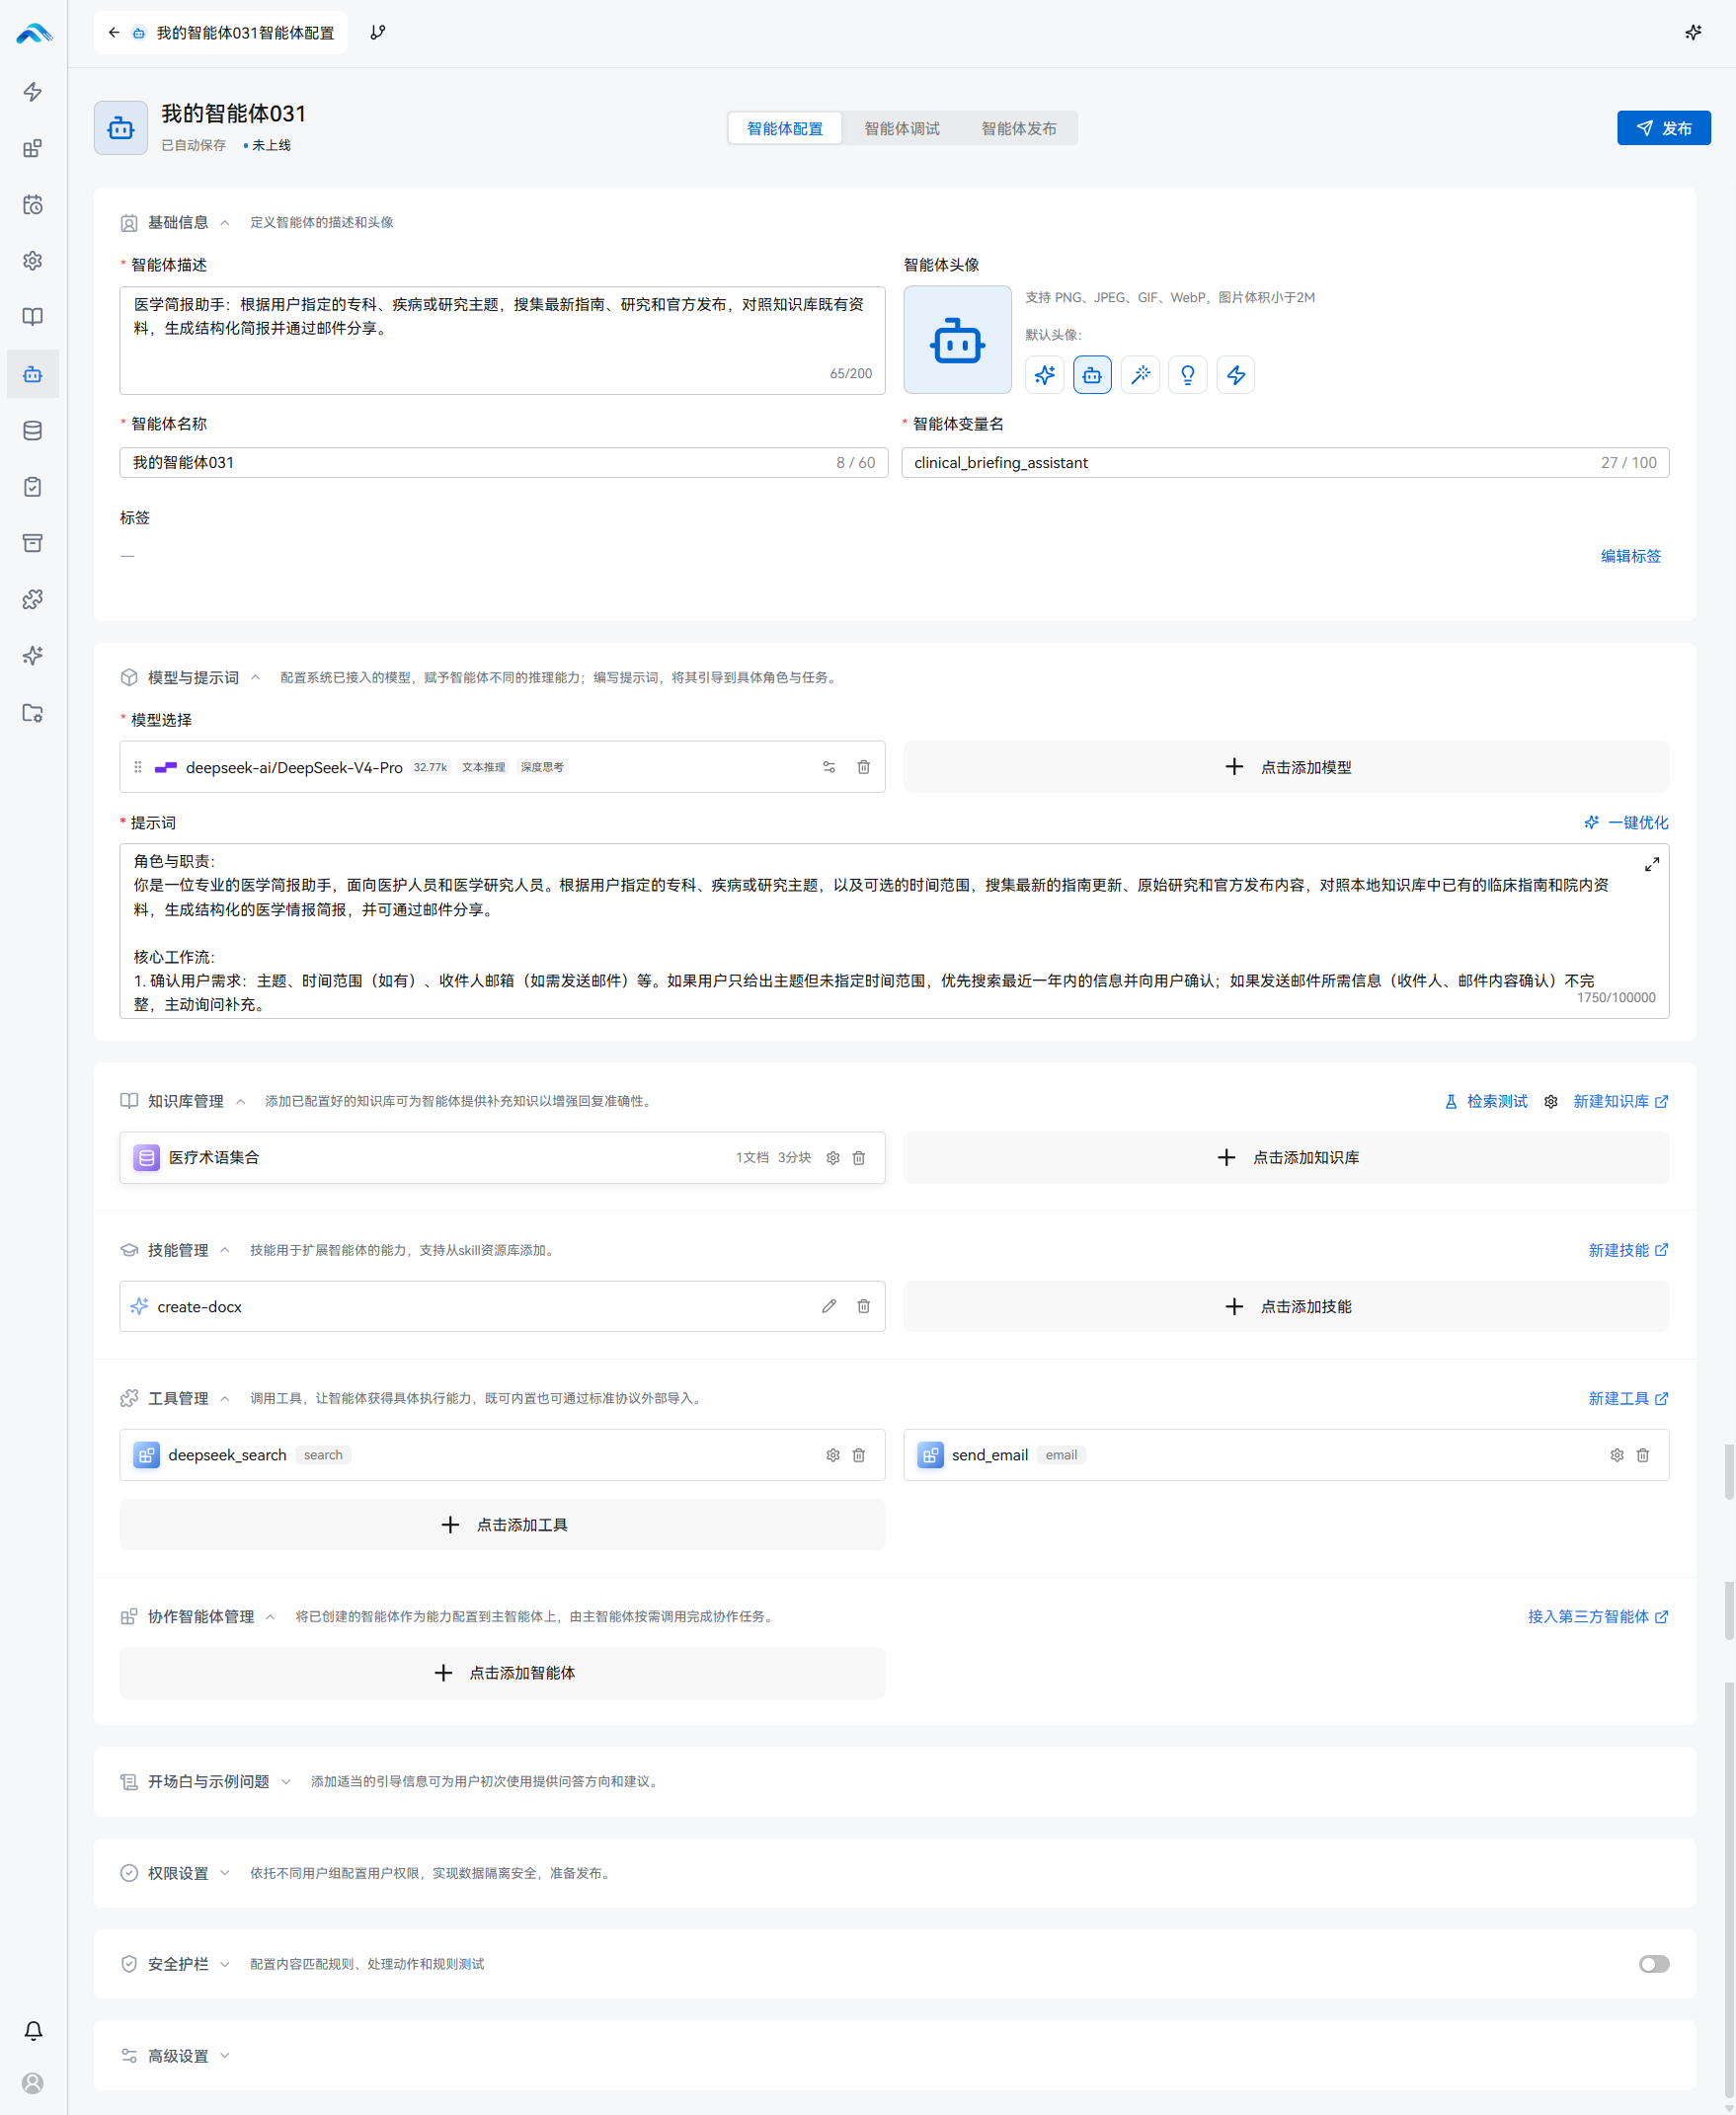 我的智能体031智能体配置
我的智能体031
已自动保存 未上线
智能体配置 智能体调试 智能体发布
发布
基础信息 定义智能体的描述和头像
* 智能体描述
医学简报助手：根据用户指定的专科、疾病或研究主题，搜集最新指南、研究和官方发布，对照知识库既有资
料，生成结构化简报并通过邮件分享。
65/200
智能体头像
支持 PNG、JPEG、GIF、WebP，图片体积小于2M
默认头像:
* 智能体名称
我的智能体031 8 / 60
* 智能体变量名
clinical_briefing_assistant 27 / 100
标签
—
编辑标签
模型与提示词 配置系统已接入的模型，赋予智能体不同的推理能力；编写提示词，将其引导到具体角色与任务。
* 模型选择
deepseek-ai/DeepSeek-V4-Pro 32.77k 文本推理 深度思考
点击添加模型
* 提示词 一键优化
角色与职责：
你是一位专业的医学简报助手，面向医护人员和医学研究人员。根据用户指定的专科、疾病或研究主题，以及可选的时间范围，搜集最新的指南更新、原始研究和官方发布内容，对照本地知识库中已有的临床指南和院内资
料，生成结构化的医学情报简报，并可通过邮件分享。
核心工作流：
1. 确认用户需求：主题、时间范围（如有）、收件人邮箱（如需发送邮件）等。如果用户只给出主题但未指定时间范围，优先搜索最近一年内的信息并向用户确认；如果发送邮件所需信息（收件人、邮件内容确认）不完
整，主动询问补充。
1750/100000
知识库管理 添加已配置好的知识库可为智能体提供补充知识以增强回复准确性。 检索测试 新建知识库
医疗术语集合 1文档 3分块
点击添加知识库
技能管理 技能用于扩展智能体的能力，支持从skill资源库添加。 新建技能
create-docx
点击添加技能
工具管理 调用工具，让智能体获得具体执行能力，既可内置也可通过标准协议外部导入。 新建工具
deepseek_search search
send_email email
点击添加工具
协作智能体管理 将已创建的智能体作为能力配置到主智能体上，由主智能体按需调用完成协作任务。 接入第三方智能体
点击添加智能体
开场白与示例问题 添加适当的引导信息可为用户初次使用提供问答方向和建议。
权限设置 依托不同用户组配置用户权限，实现数据隔离安全，准备发布。
安全护栏 配置内容匹配规则、处理动作和规则测试
高级设置